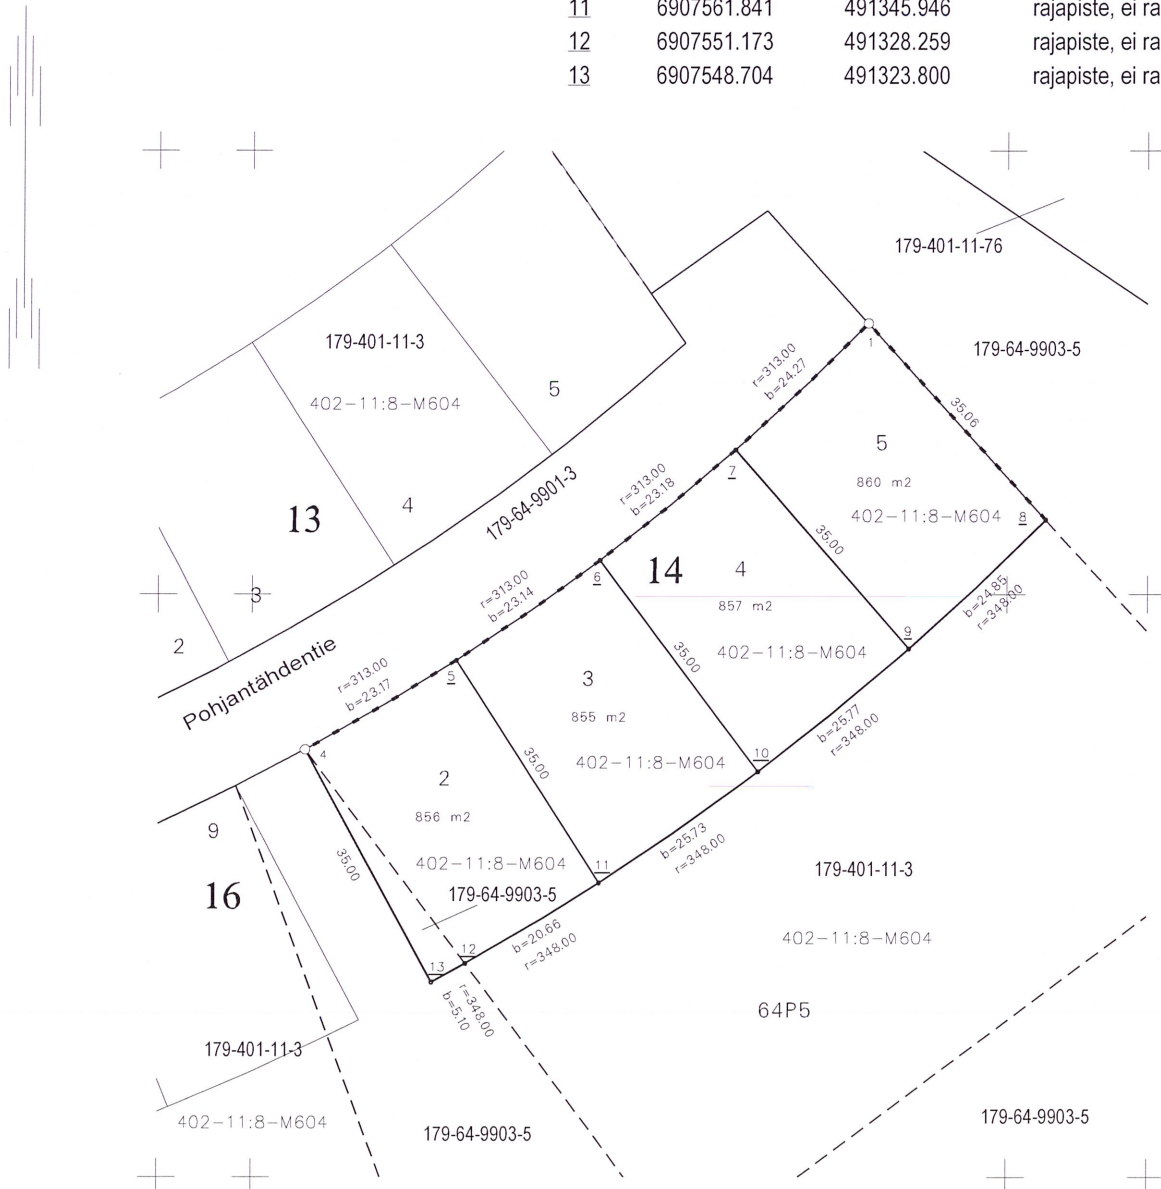 11 6907561.841 491345.946 rajapiste, ei ra
12 6907551.173 491328.259 rajapiste, ei ra
13 6907548.704 491323.800 rajapiste, ei ra
179-401-11-76
179-401-11-3
402-11:8-M604
5
4
13
3
2
179-64-9901-3
Pohjantähdentie
179-64-9903-5
1
r=313.00
b=24.27
35.06
5
860 m2
402-11:8-M604
8
7
r=313.00
b=23.18
35.00
14
4
857 m2
402-11:8-M604
6
9
b=24.85
r=348.00
r=313.00
b=23.14
35.00
3
855 m2
402-11:8-M604
5
10
b=25.77
r=348.00
r=313.00
b=23.17
4
35.00
2
856 m2
402-11:8-M604
179-64-9903-5
11
b=25.73
r=348.00
35.00
12
13
b=20.66
r=348.00
r=348.00
b=5.10
9
16
179-401-11-3
402-11:8-M604
64P5
179-401-11-3
402-11:8-M604
179-64-9903-5
179-64-9903-5